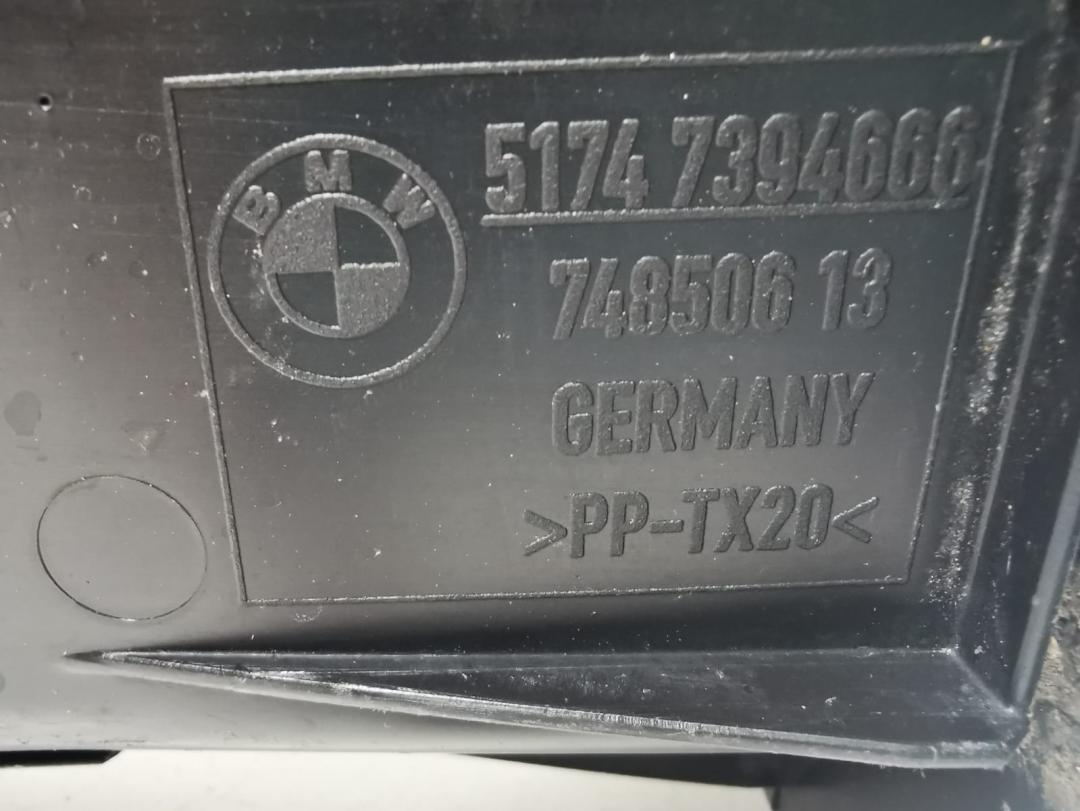 BMW
5174 7394666
748506 13
GERMANY
>PP-TX20<